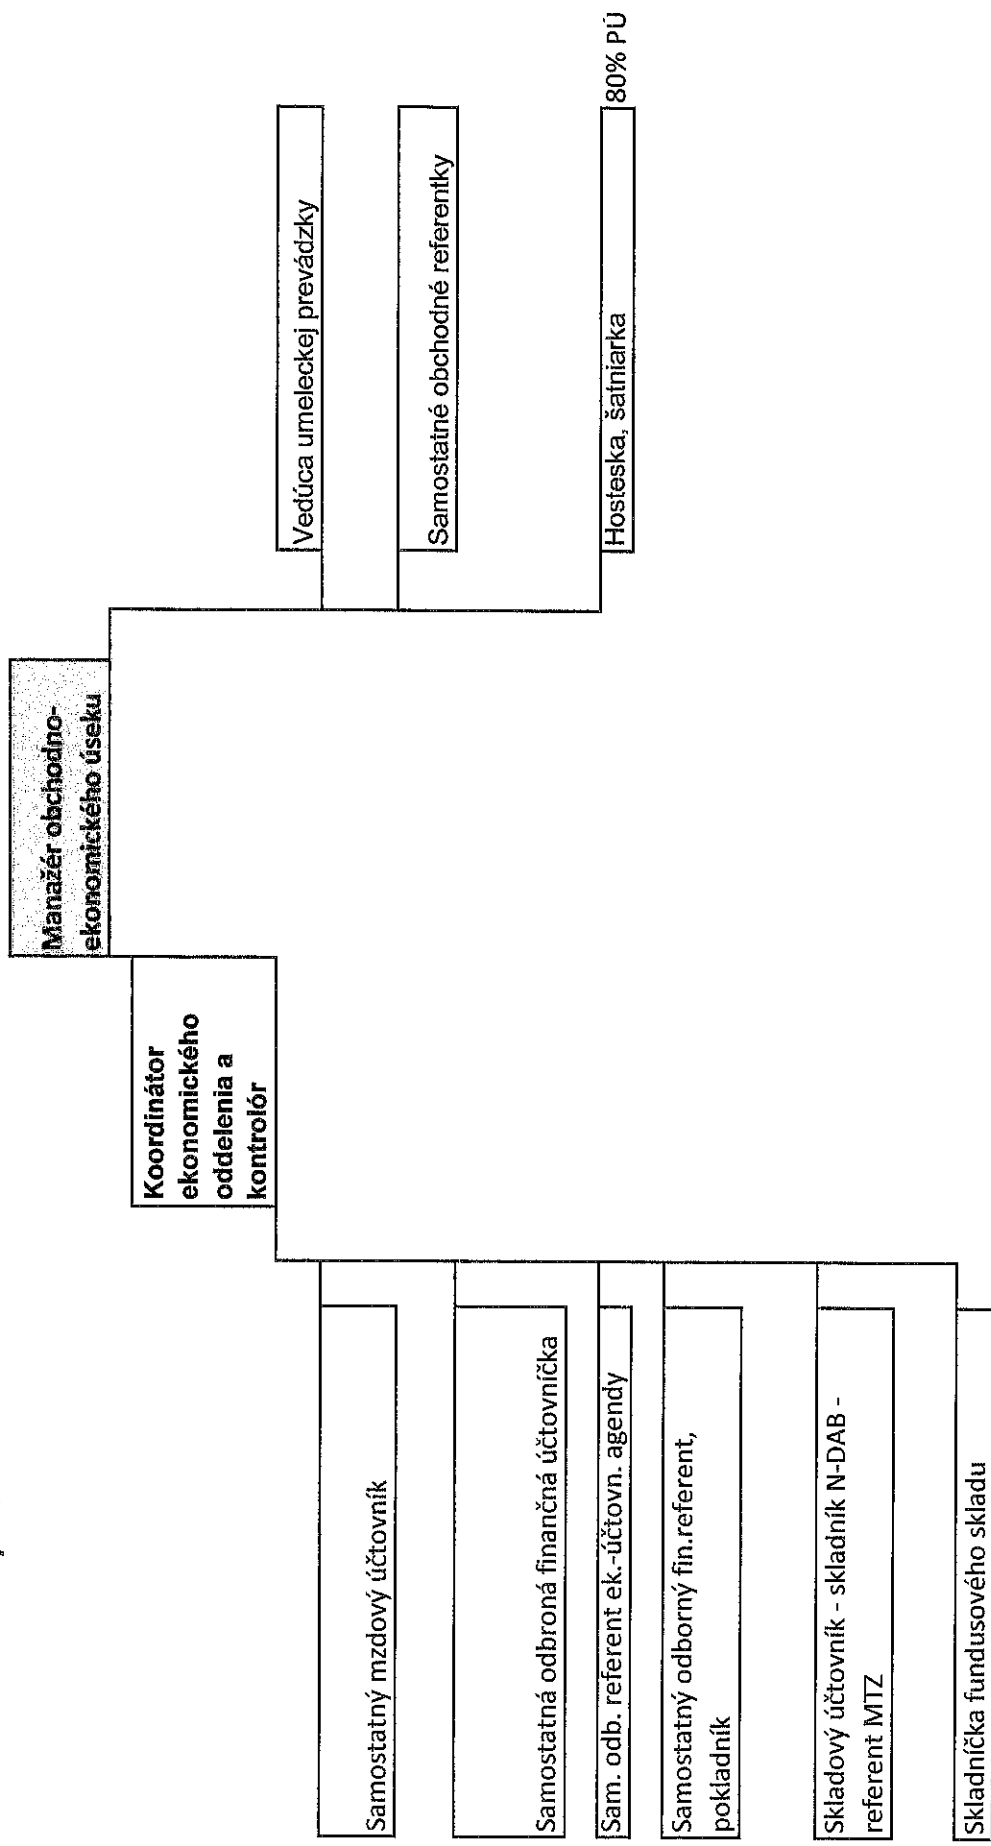 Manažér obchodno-
ekonomického úseku
Koordinátor
ekonomického
oddelenia a
kontrolór
Samostatný mzdový účtovník
Samostatná odbroná finančná účtovníčka
Sam. odb. referent ek.-účtovn. agendy
Samostatný odborný fin.referent,
pokladník
Skladový účtovník - skladník N-DAB -
referent MTZ
Skladníčka fundusového skladu
Vedúca umeleckej prevádzky
Samostatné obchodné referentky
Hosteska, šatniarka
80% PÚ